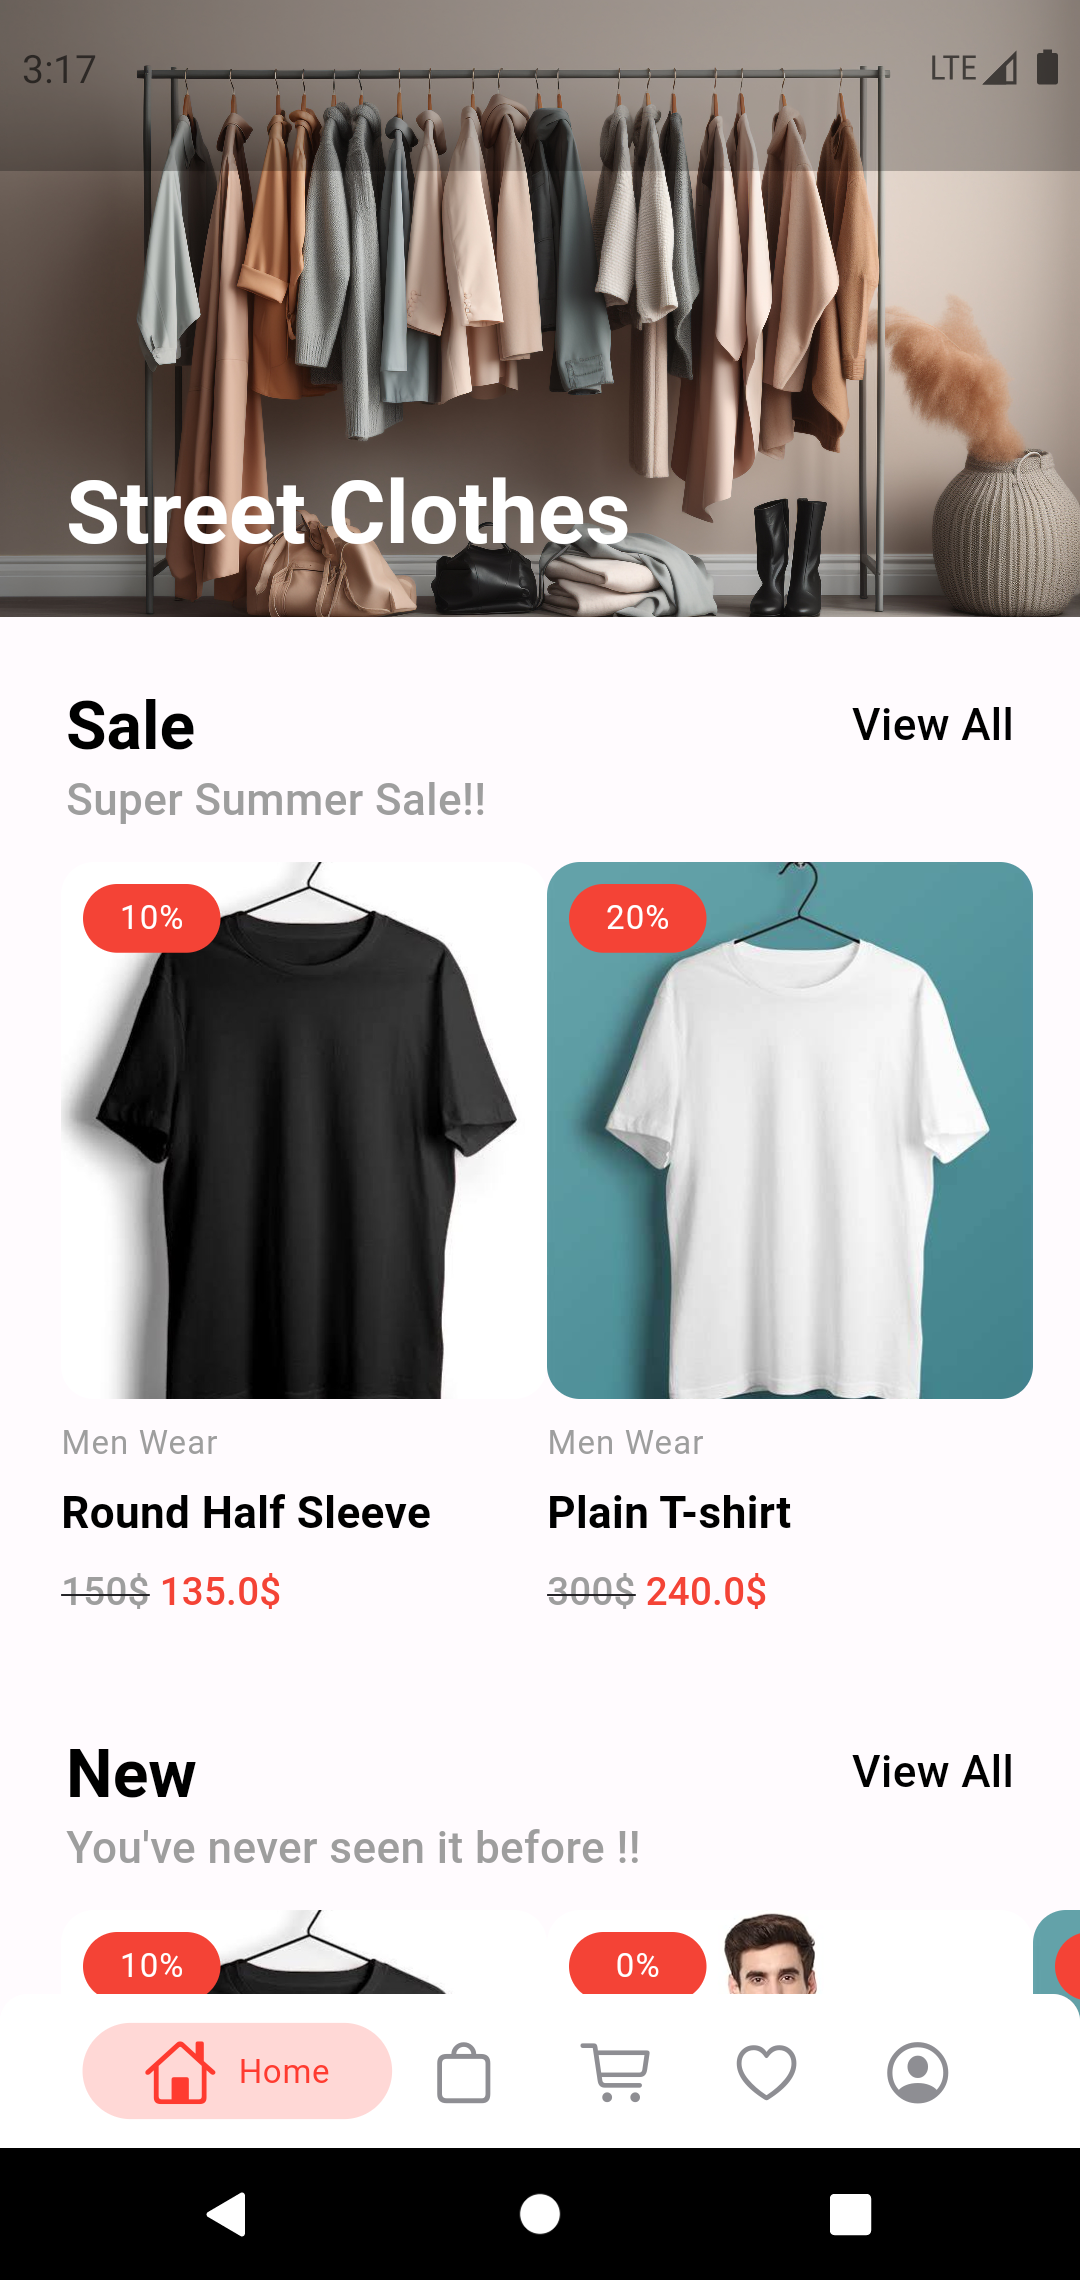 3:17 LTE
Street Clothes
Sale View All
Super Summer Sale!!
10% 20%
Men Wear Men Wear
Round Half Sleeve Plain T-shirt
150$ 135.0$ 300$ 240.0$
New View All
You've never seen it before !!
10% 0%
Home